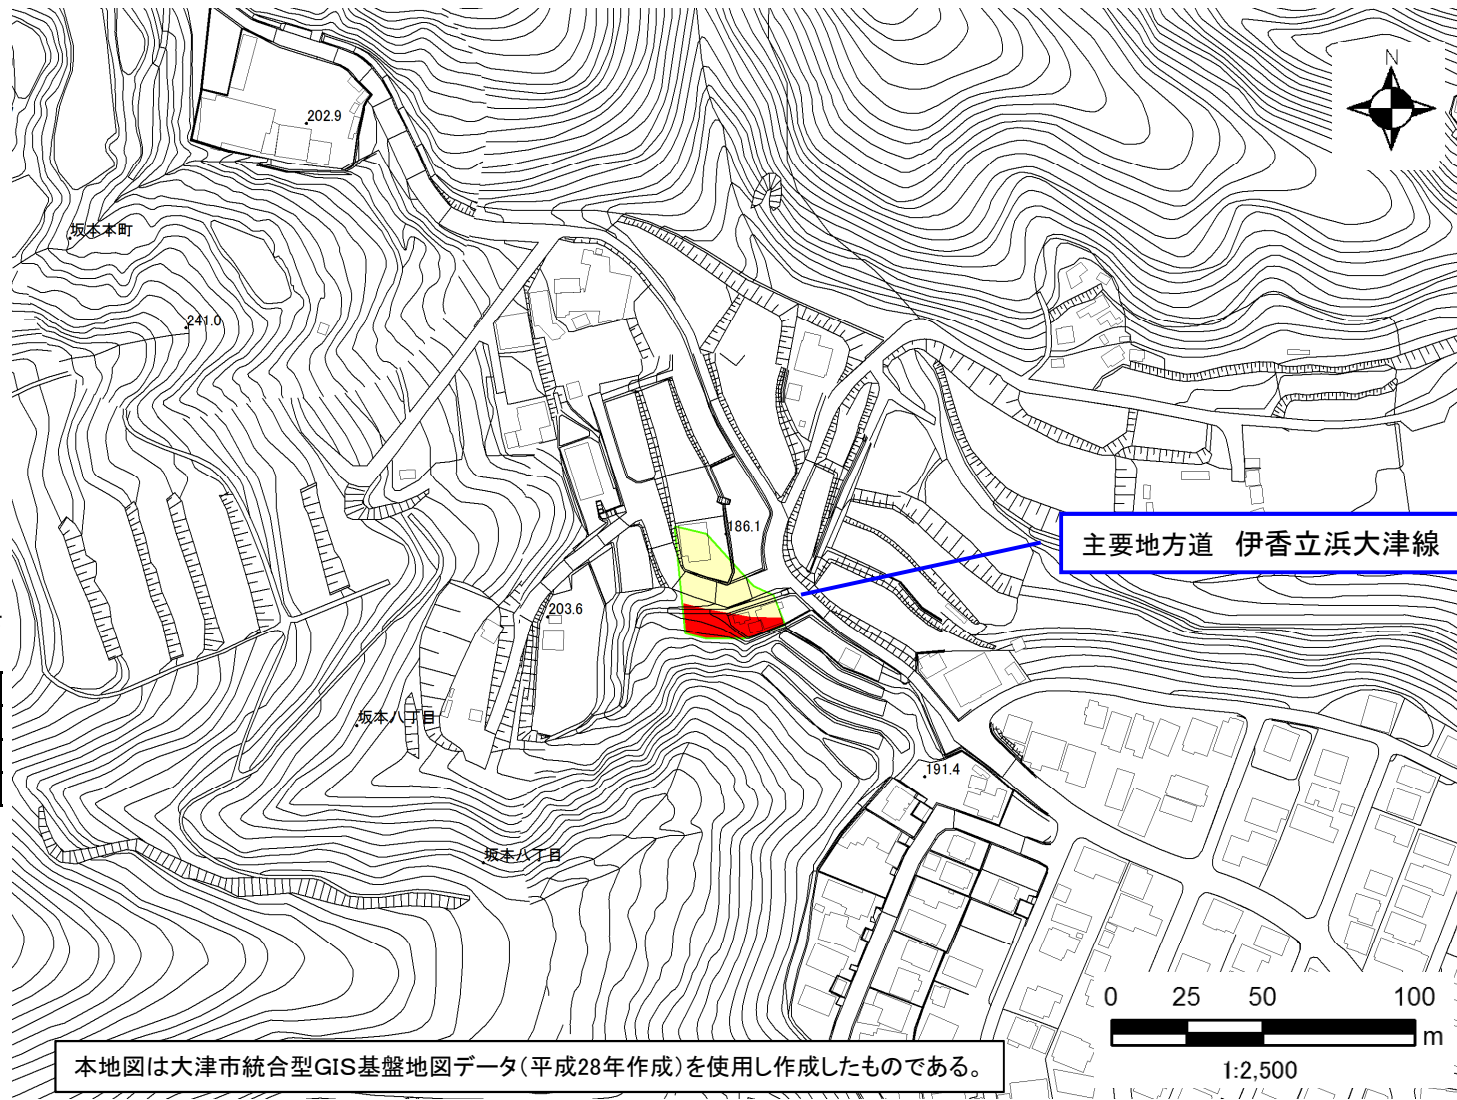 N
202.9
坂本本町
241.0
186.1
主要地方道 伊香立浜大津線
203.6
坂本八丁目
191.4
坂本八丁目
0 25 50 100
m
1:2,500
本地図は大津市統合型GIS基盤地図データ(平成28年作成)を使用し作成したものである。